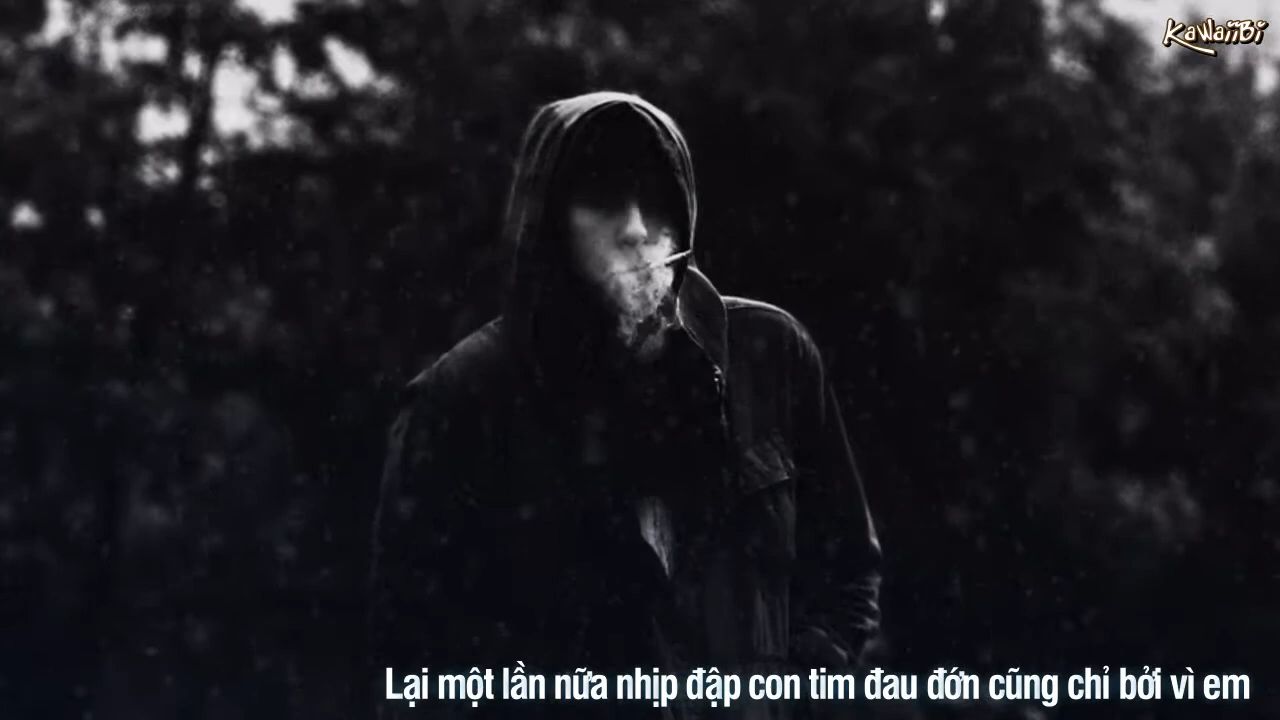 KaWaiiBi
Lại một lần nữa nhịp đập con tim đau đớn cũng chỉ bởi vì em